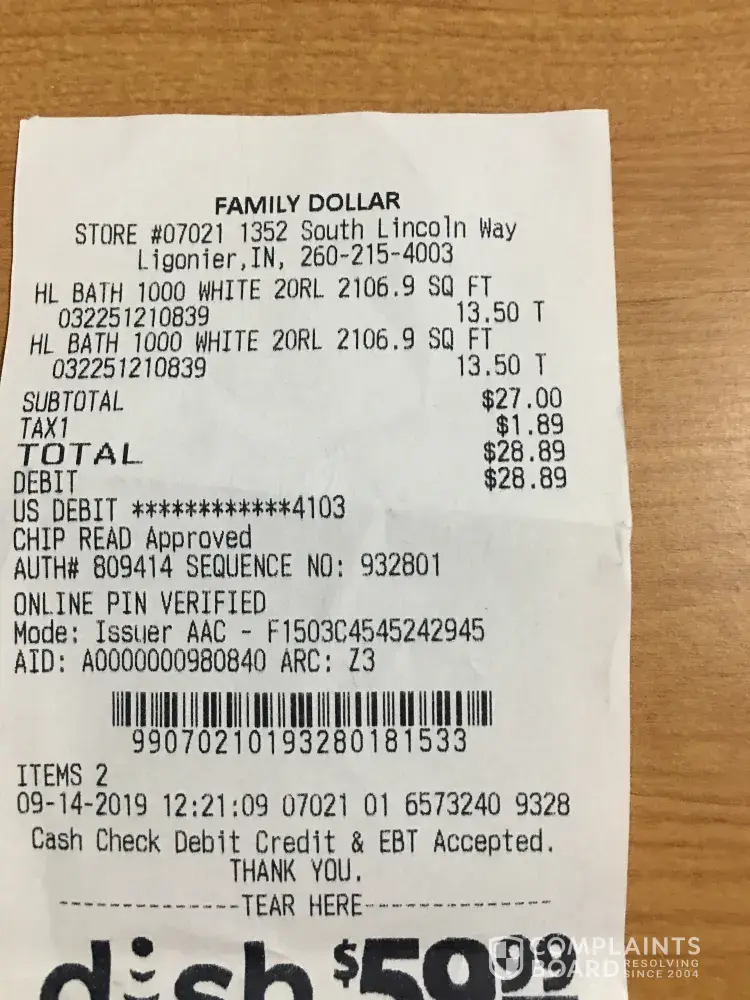 FAMILY DOLLAR
STORE #07021 1352 South Lincoln Way
Ligonier,IN, 260-215-4003
HL BATH 1000 WHITE 20RL 2106.9 SQ FT
032251210839 13.50 T
HL BATH 1000 WHITE 20RL 2106.9 SQ FT
032251210839 13.50 T
SUBTOTAL $27.00
TAX1 $1.89
TOTAL $28.89
DEBIT $28.89
US DEBIT ************4103
CHIP READ Approved
AUTH# 809414 SEQUENCE NO: 932801
ONLINE PIN VERIFIED
Mode: Issuer AAC - F1503C4545242945
AID: A0000000980840 ARC: Z3
99070210193280181533
ITEMS 2
09-14-2019 12:21:09 07021 01 6573240 9328
Cash Check Debit Credit & EBT Accepted.
THANK YOU.
--------------TEAR HERE--------------
dish $59.99
COMPLAINTS
BOARD RESOLVING SINCE 2004